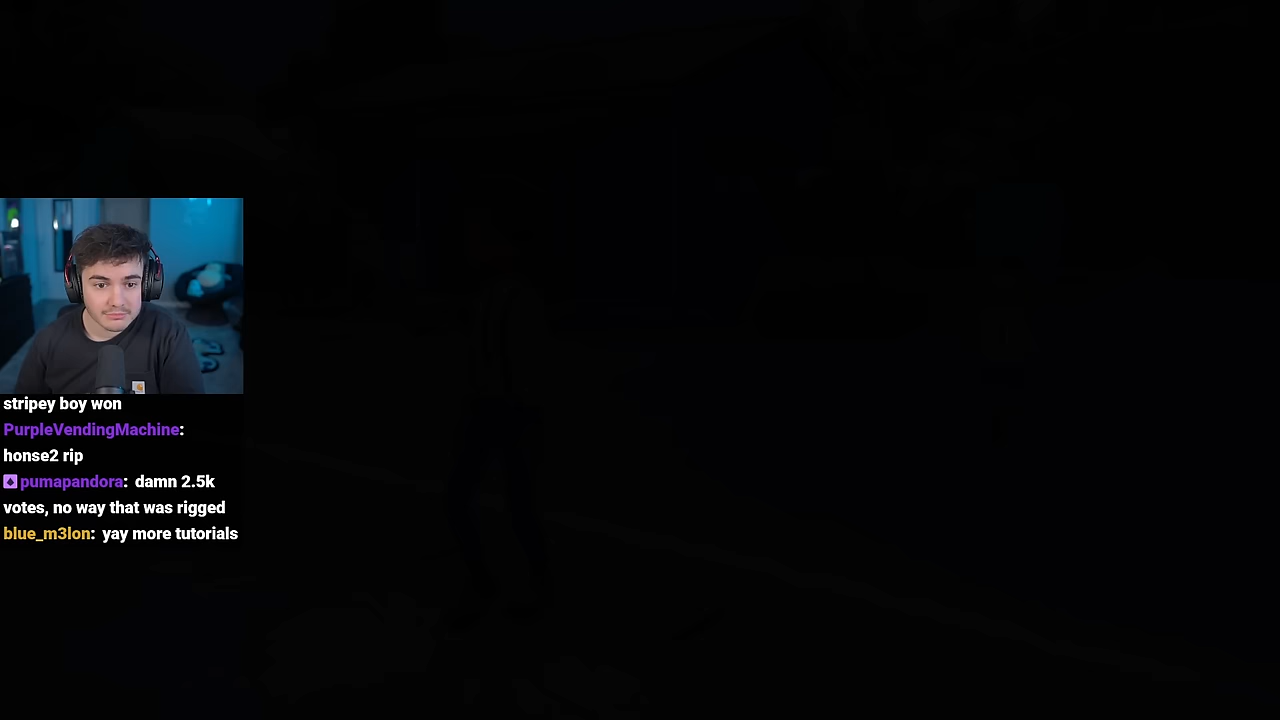 stripey boy won
PurpleVendingMachine:
honse2 rip
pumapandora: damn 2.5k
votes, no way that was rigged
blue_m3lon: yay more tutorials